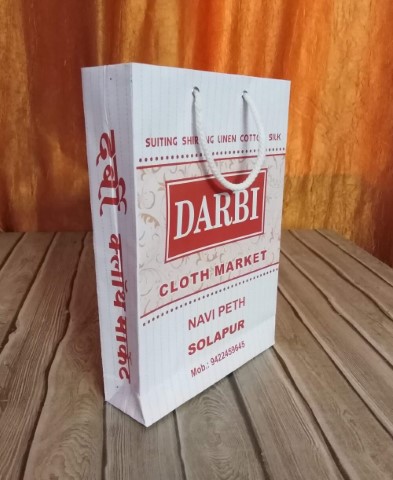 SUITING SHIRTING LINEN COTTON SILK
DARBI
CLOTH MARKET
NAVI PETH
SOLAPUR
Mob.: 9422459645
दर्बी क्लॉथ मार्केट